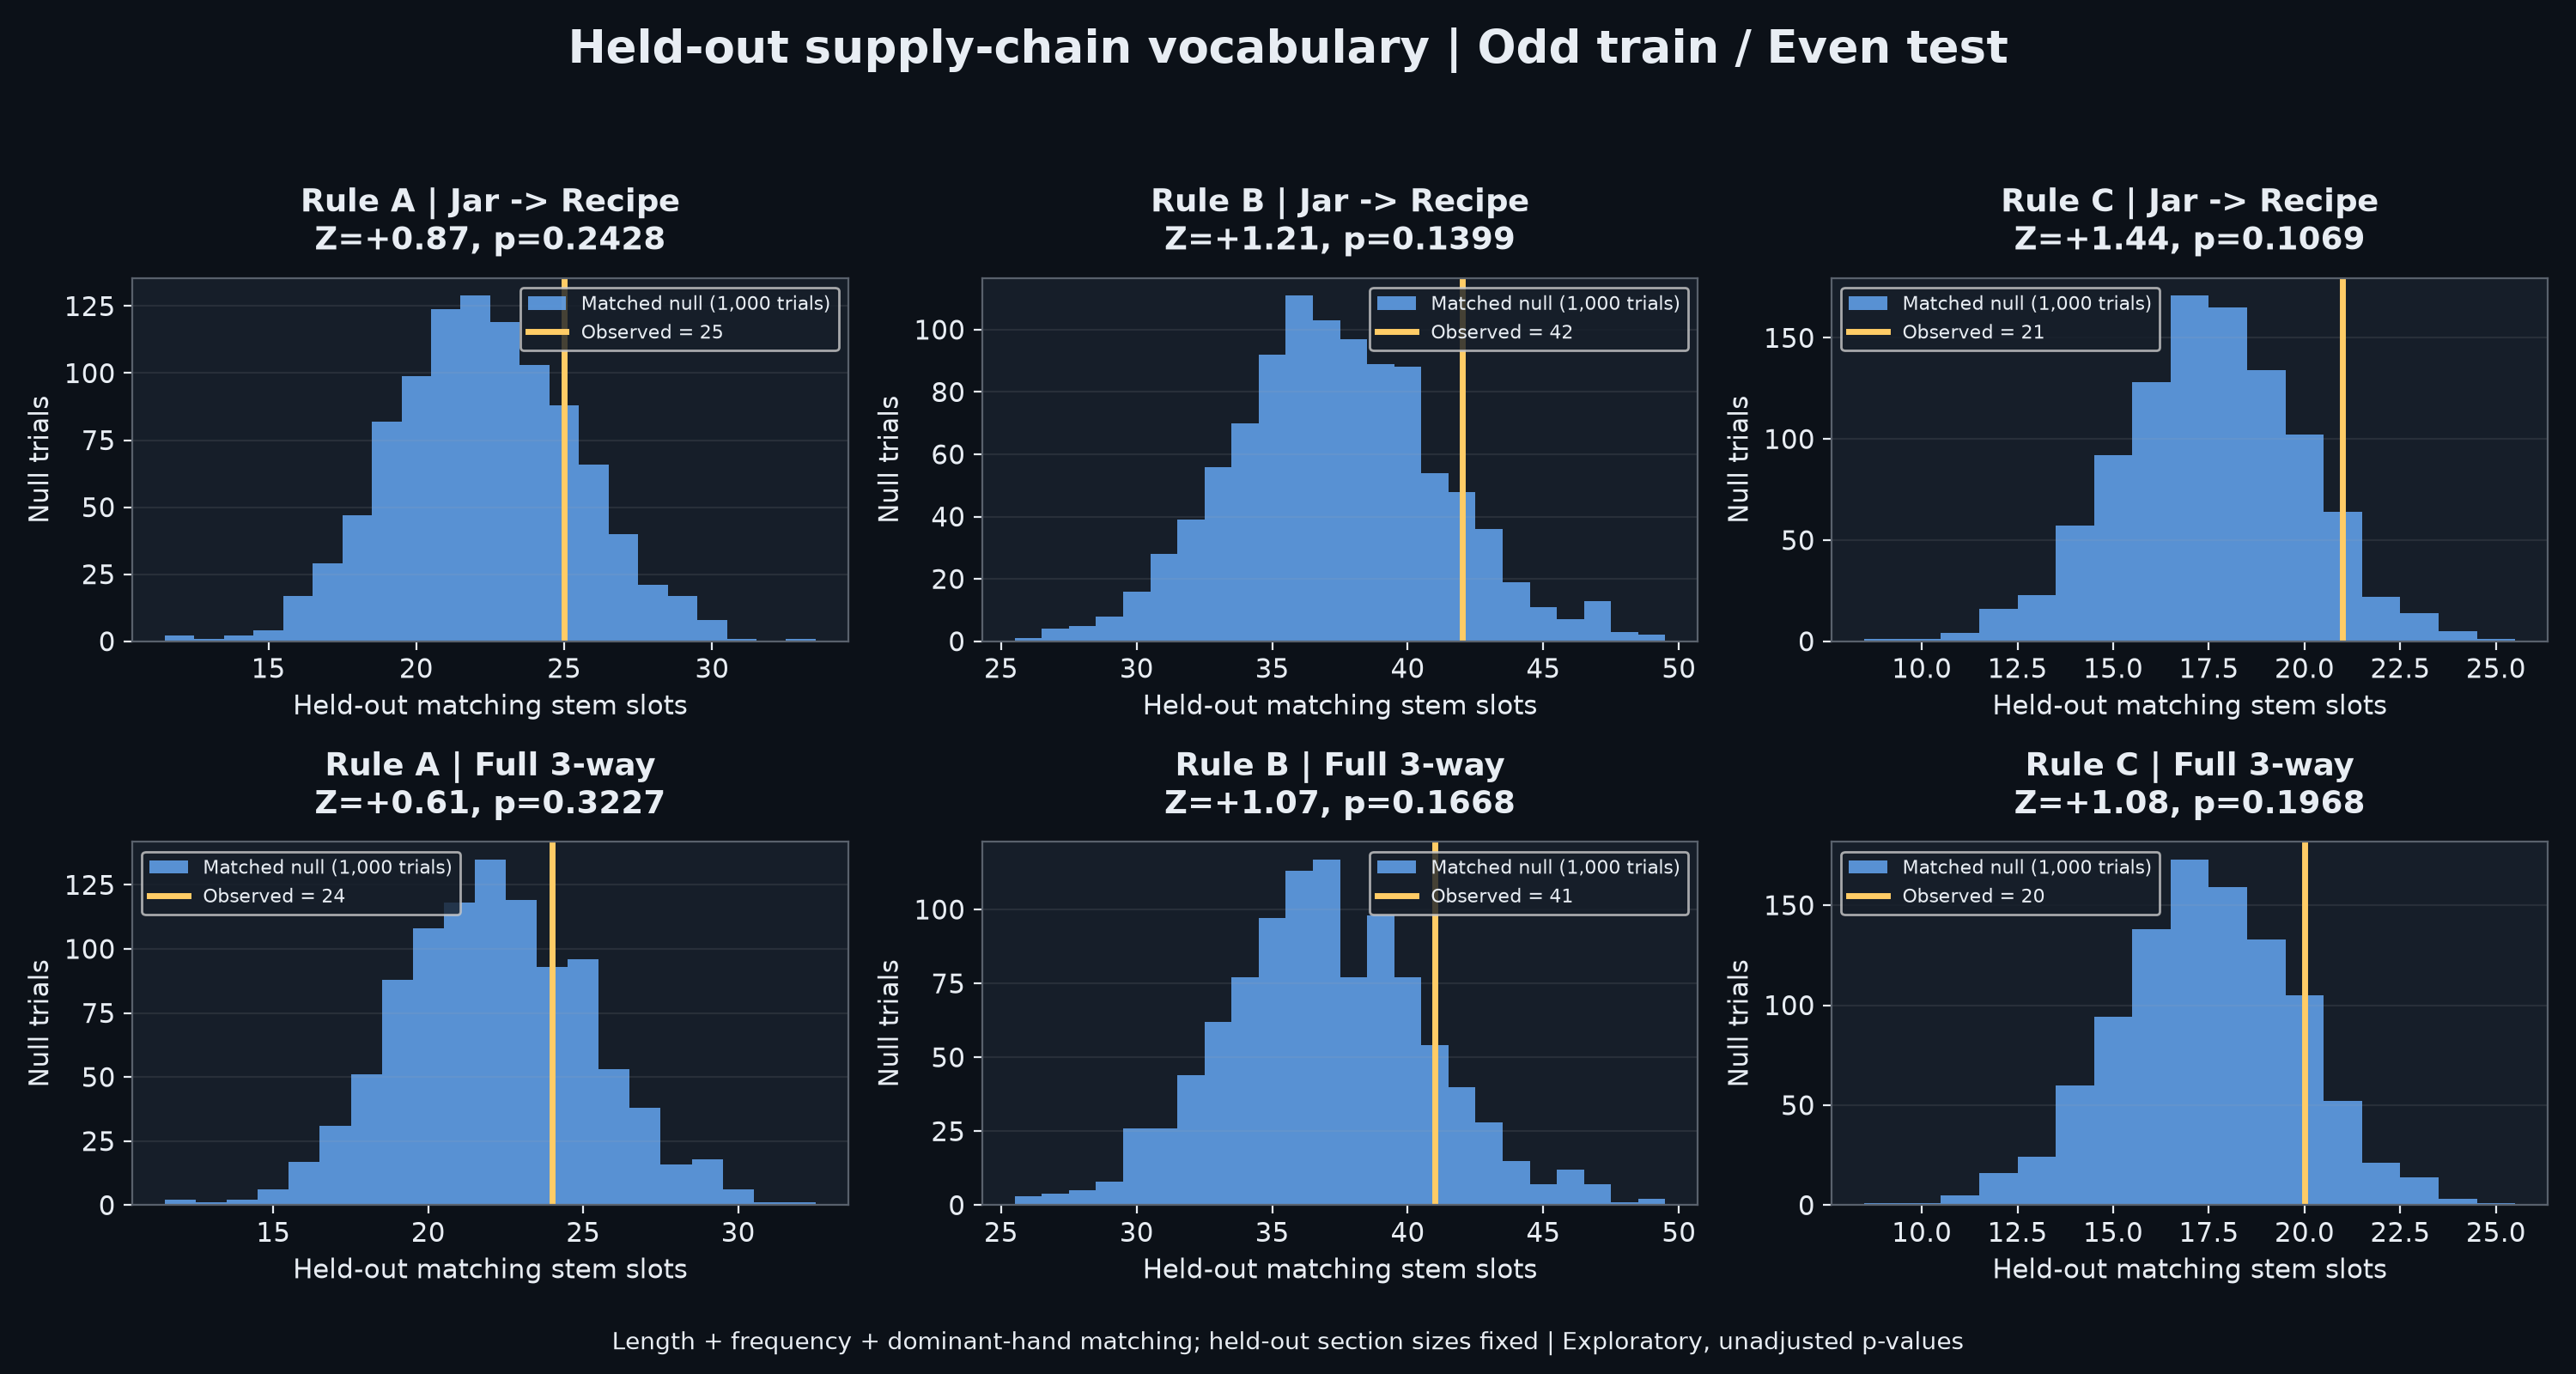 Held-out supply-chain vocabulary | Odd train / Even test
Rule A | Jar -> Recipe
Z=+0.87, p=0.2428
Matched null (1,000 trials)
Observed = 25
Null trials
0
25
50
75
100
125
15
20
25
30
Held-out matching stem slots
Rule B | Jar -> Recipe
Z=+1.21, p=0.1399
Matched null (1,000 trials)
Observed = 42
Null trials
0
20
40
60
80
100
25
30
35
40
45
50
Held-out matching stem slots
Rule C | Jar -> Recipe
Z=+1.44, p=0.1069
Matched null (1,000 trials)
Observed = 21
Null trials
0
50
100
150
10.0
12.5
15.0
17.5
20.0
22.5
25.0
Held-out matching stem slots
Rule A | Full 3-way
Z=+0.61, p=0.3227
Matched null (1,000 trials)
Observed = 24
Null trials
0
25
50
75
100
125
15
20
25
30
Held-out matching stem slots
Rule B | Full 3-way
Z=+1.07, p=0.1668
Matched null (1,000 trials)
Observed = 41
Null trials
0
25
50
75
100
25
30
35
40
45
50
Held-out matching stem slots
Rule C | Full 3-way
Z=+1.08, p=0.1968
Matched null (1,000 trials)
Observed = 20
Null trials
0
50
100
150
10.0
12.5
15.0
17.5
20.0
22.5
25.0
Held-out matching stem slots
Length + frequency + dominant-hand matching; held-out section sizes fixed | Exploratory, unadjusted p-values